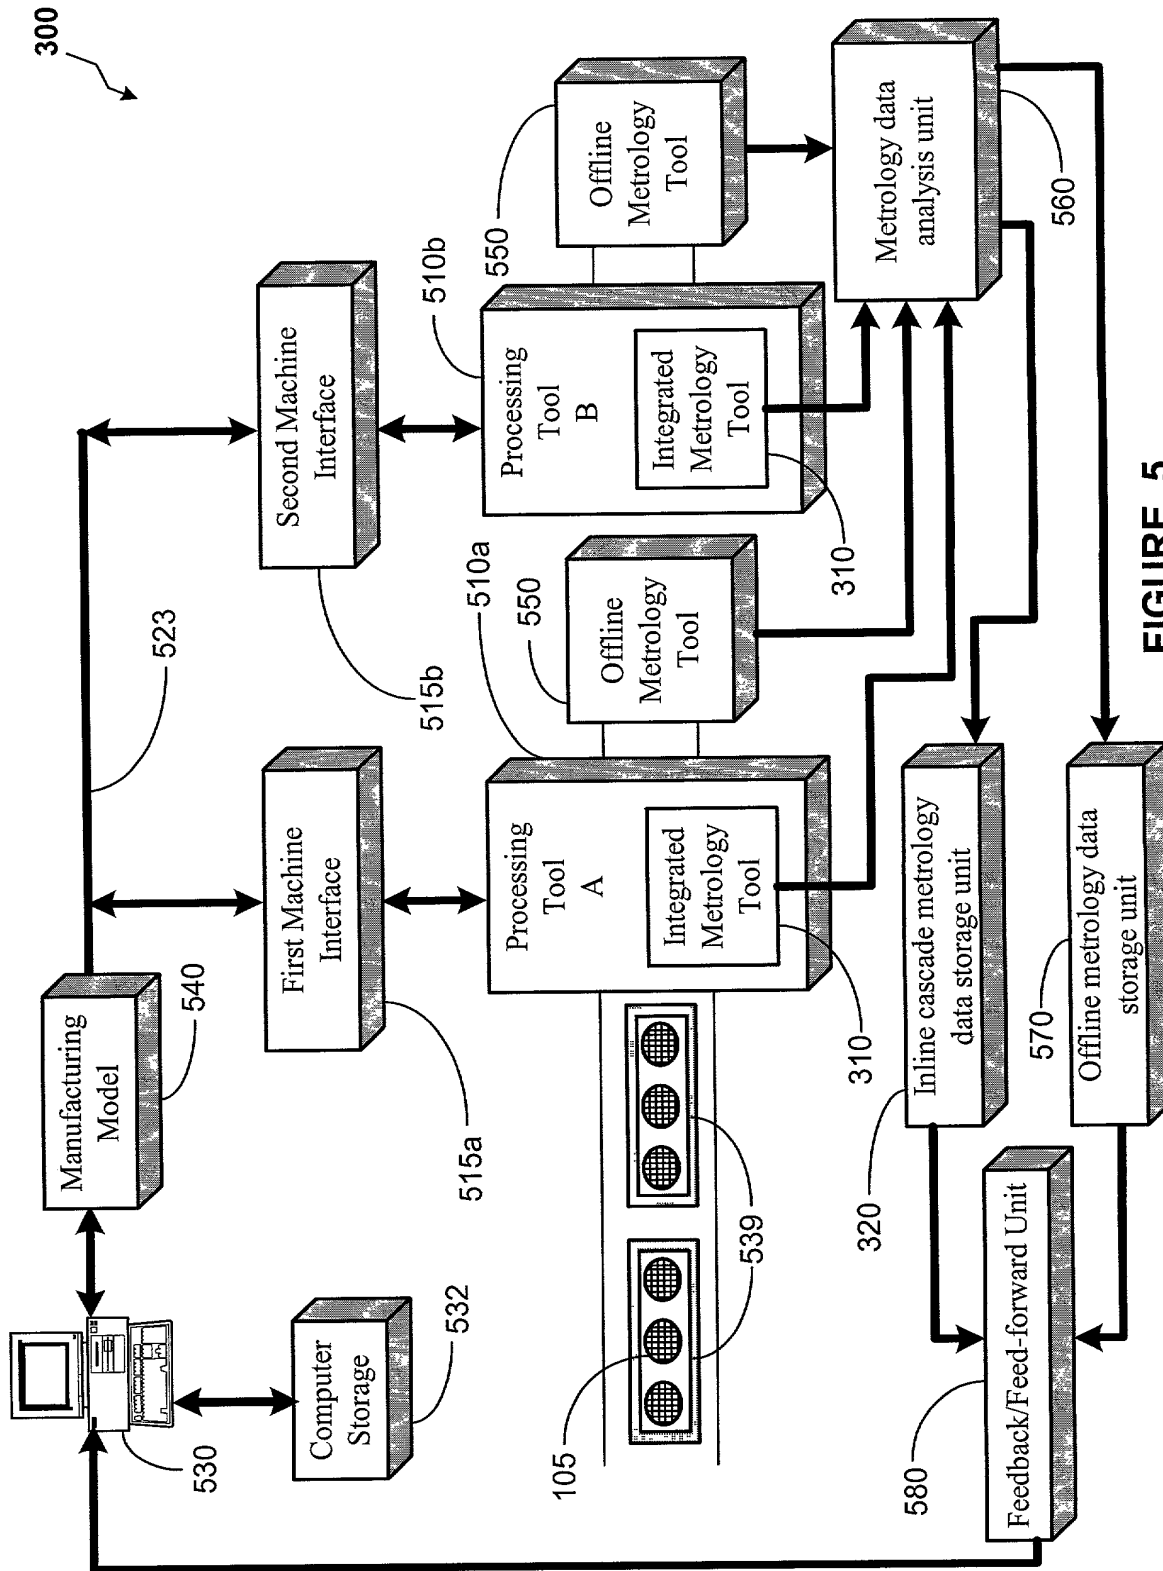 300
530
Computer
Storage
532
Manufacturing
Model
540
523
First Machine
Interface
515a
Second Machine
Interface
515b
105
539
Processing
Tool
A
510a
Integrated
Metrology
Tool
310
Offline
Metrology
Tool
550
Processing
Tool
B
510b
Integrated
Metrology
Tool
310
Offline
Metrology
Tool
550
Metrology data
analysis unit
560
Inline cascade metrology
data storage unit
320
Offline metrology data
storage unit
570
Feedback/Feed-forward Unit
580
FIGURE 5